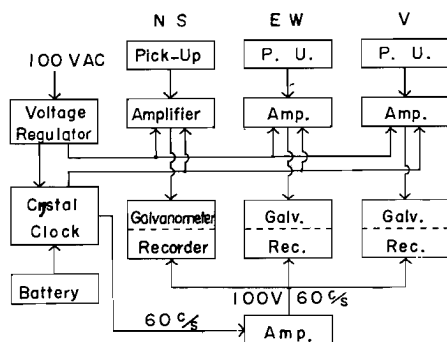 N S
E W
V
100 VAC
Pick-Up
P. U.
P. U.
Voltage
Regulator
Amplifier
Amp.
Amp.
Crystal
Clock
Galvanometer
Recorder
Galv.
Rec.
Galv.
Rec.
Battery
100V 60 c/s
60 c/s
Amp.